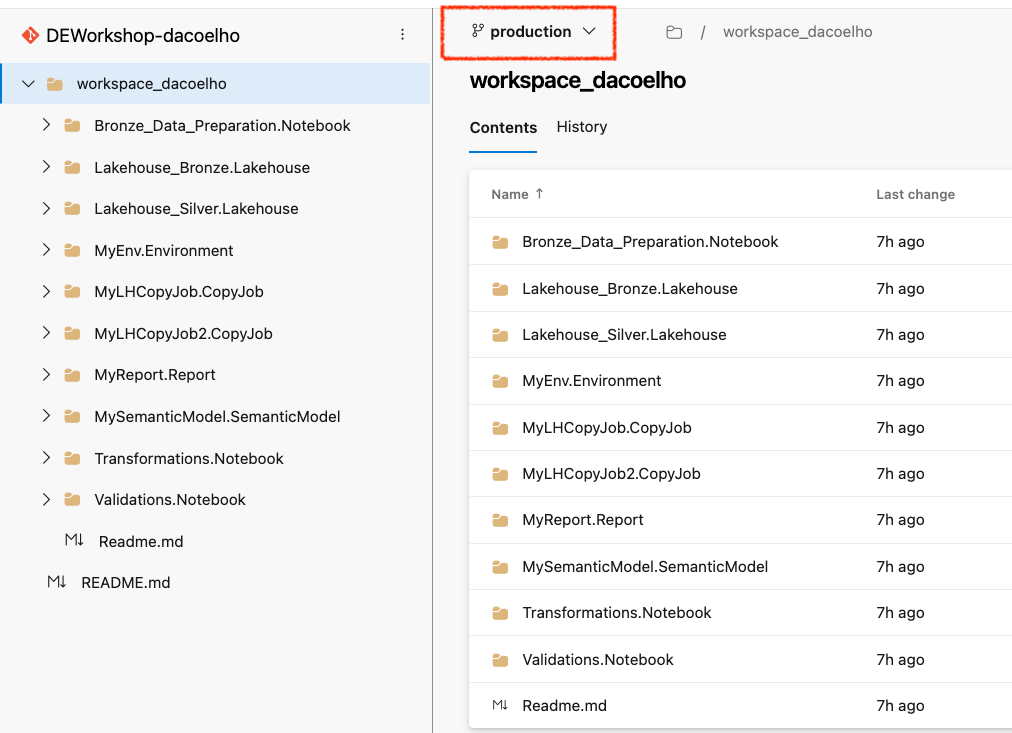 DEWorkshop-dacoelho
workspace_dacoelho
Bronze_Data_Preparation.Notebook
Lakehouse_Bronze.Lakehouse
Lakehouse_Silver.Lakehouse
MyEnv.Environment
MyLHCopyJob.CopyJob
MyLHCopyJob2.CopyJob
MyReport.Report
MySemanticModel.SemanticModel
Transformations.Notebook
Validations.Notebook
M↓ Readme.md
M↓ README.md
production
/ workspace_dacoelho
workspace_dacoelho
Contents History
Name ↑ Last change
Bronze_Data_Preparation.Notebook 7h ago
Lakehouse_Bronze.Lakehouse 7h ago
Lakehouse_Silver.Lakehouse 7h ago
MyEnv.Environment 7h ago
MyLHCopyJob.CopyJob 7h ago
MyLHCopyJob2.CopyJob 7h ago
MyReport.Report 7h ago
MySemanticModel.SemanticModel 7h ago
Transformations.Notebook 7h ago
Validations.Notebook 7h ago
M↓ Readme.md 7h ago